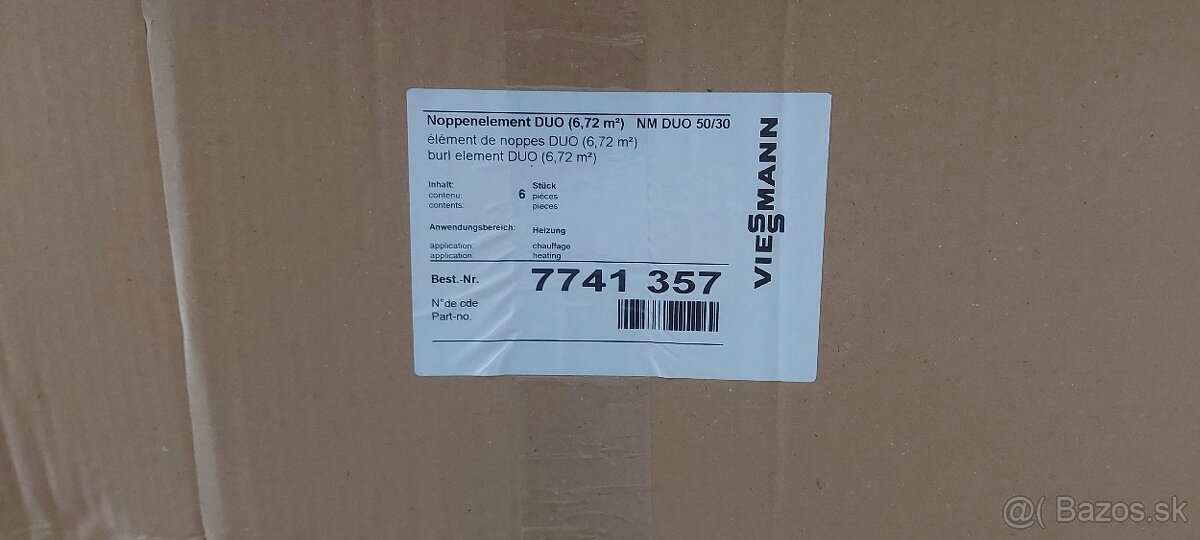 Noppenelement DUO (6,72 m²) NM DUO 50/30
élément de noppes DUO (6,72 m²)
burl element DUO (6,72 m²)
Inhalt: 6 Stück
contenu: pièces
contents: pieces
Anwendungsbereich: Heizung
application: chauffage
application: heating
Best.-Nr. 7741 357
N°de cde
Part-no.
VIESSMANN
@( Bazos.sk